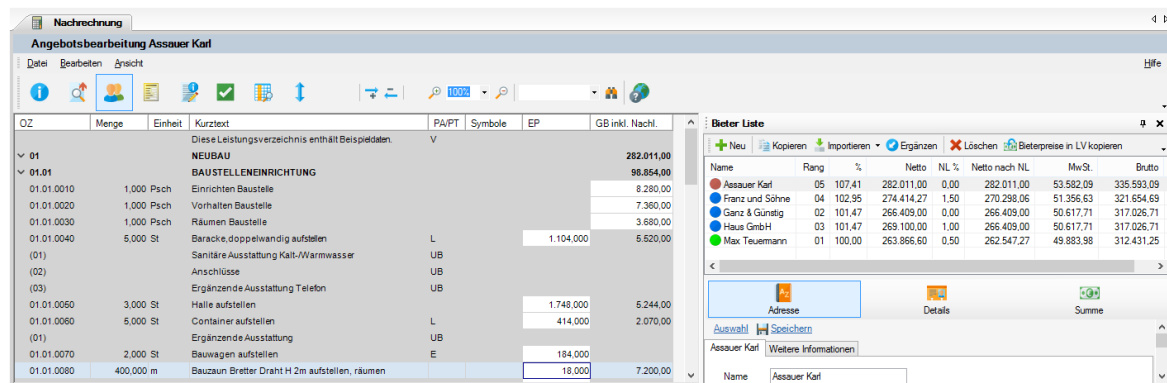 Nachrechnung
Angebotsbearbeitung Assauer Karl
Datei Bearbeiten Ansicht Hilfe
100%
OZ Menge Einheit Kurztext PA/PT Symbole EP GB inkl. Nachl.
Diese Leistungsverzeichnis enthält Beispieldaten. V
01 NEUBAU 282.011,00
01.01 BAUSTELLENEINRICHTUNG 98.854,00
01.01.0010 1,000 Psch Einrichten Baustelle 8.280,00
01.01.0020 1,000 Psch Vorhalten Baustelle 7.360,00
01.01.0030 1,000 Psch Räumen Baustelle 3.680,00
01.01.0040 5,000 St Baracke,doppelwandig aufstellen L 1.104,000 5.520,00
(01) Sanitäre Ausstattung Kalt-/Warmwasser UB
(02) Anschlüsse UB
(03) Ergänzende Ausstattung Telefon UB
01.01.0050 3,000 St Halle aufstellen 1.748,000 5.244,00
01.01.0060 5,000 St Container aufstellen L 414,000 2.070,00
(01) Ergänzende Ausstattung UB
01.01.0070 2,000 St Bauwagen aufstellen E 184,000
01.01.0080 400,000 m Bauzaun Bretter Draht H 2m aufstellen, räumen 18,000 7.200,00
Bieter Liste
Neu Kopieren Importieren Ergänzen Löschen Bieterpreise in LV kopieren
Name Rang % Netto NL % Netto nach NL MwSt. Brutto
Assauer Karl 05 107,41 282.011,00 0,00 282.011,00 53.582,09 335.593,09
Franz und Söhne 04 102,95 274.414,27 1,50 270.298,06 51.356,63 321.654,69
Ganz & Günstig 02 101,47 266.409,00 0,00 266.409,00 50.617,71 317.026,71
Haus GmbH 03 101,47 269.100,00 1,00 266.409,00 50.617,71 317.026,71
Max Teuermann 01 100,00 263.866,60 0,50 262.547,27 49.883,98 312.431,25
Adresse Details Summe
Auswahl Speichern
Assauer Karl Weitere Informationen
Name Assauer Karl